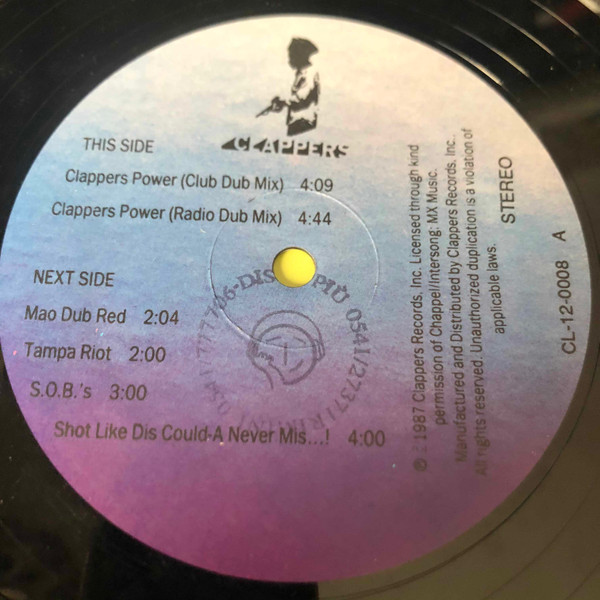 CLAPPERS
THIS SIDE
Clappers Power (Club Dub Mix) 4:09
Clappers Power (Radio Dub Mix) 4:44
NEXT SIDE
Mao Dub Red 2:04
Tampa Riot 2:00
S.O.B.'s 3:00
Shot Like Dis Could-A Never Mis...! 4:00
1987 Clappers Records, Inc. Licensed through kind
permission of Chappell/Intersong: MX Music.
Manufactured and Distributed by Clappers Records, Inc..
All rights reserved. Unauthorized duplication is a violation of
applicable laws.
STEREO
CL-12-0008 A
PIÙ 0541/27371